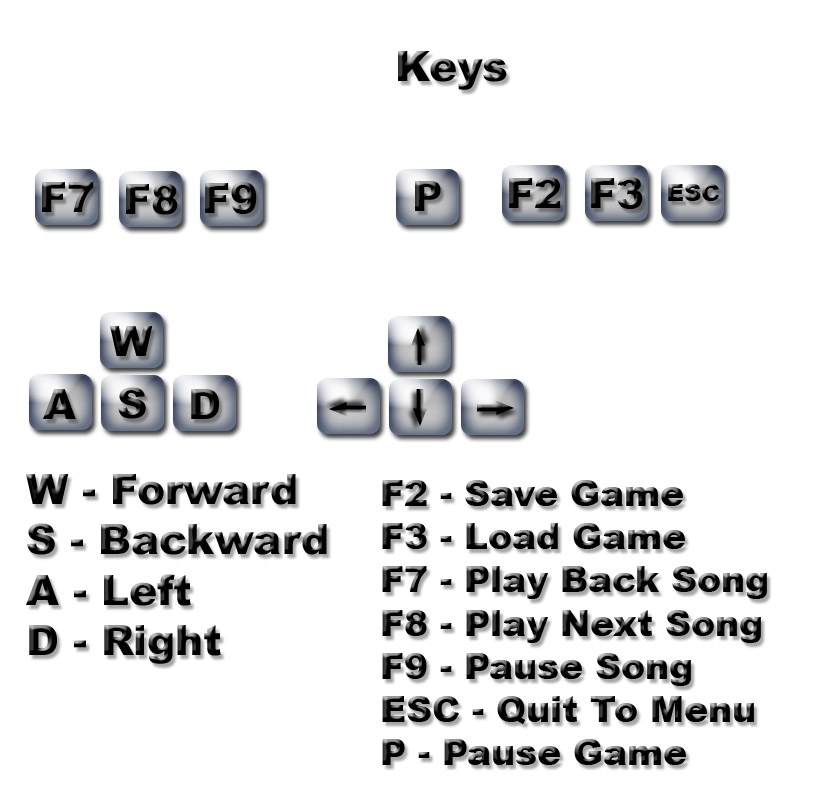 Keys
F7 F8 F9 P F2 F3 ESC
W ↑
A S D ← ↓ →
W - Forward
S - Backward
A - Left
D - Right
F2 - Save Game
F3 - Load Game
F7 - Play Back Song
F8 - Play Next Song
F9 - Pause Song
ESC - Quit To Menu
P - Pause Game